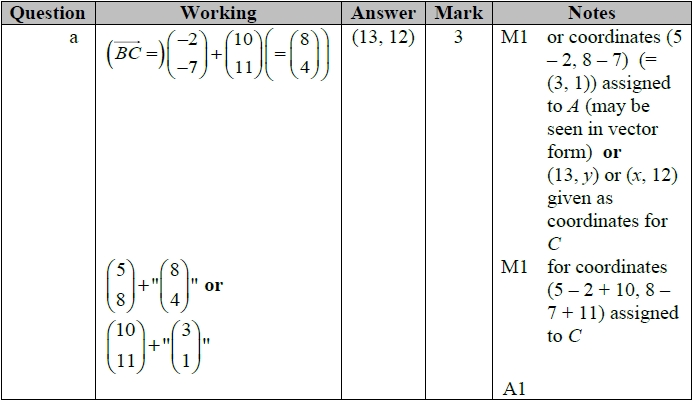 Question Working Answer Mark Notes
a (BC⃗ =)(−2 −7)+(10 11)(=(8 4)) (13, 12) 3 M1 or coordinates (5
– 2, 8 – 7) (=
(3, 1)) assigned
to A (may be
seen in vector
form) or
(13, y) or (x, 12)
given as
coordinates for
C
(5 8)+"(8 4)" or M1 for coordinates
(5 – 2 + 10, 8 –
(10 11)+"(3 1)" 7 + 11) assigned
to C
A1